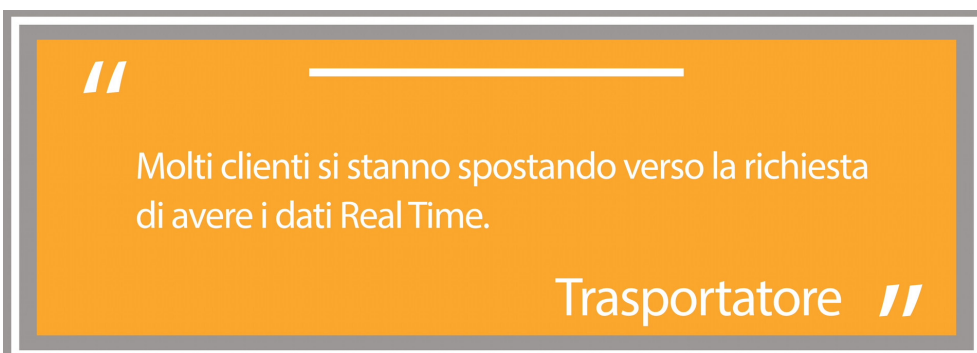 “
Molti clienti si stanno spostando verso la richiesta
di avere i dati Real Time.
Trasportatore ”